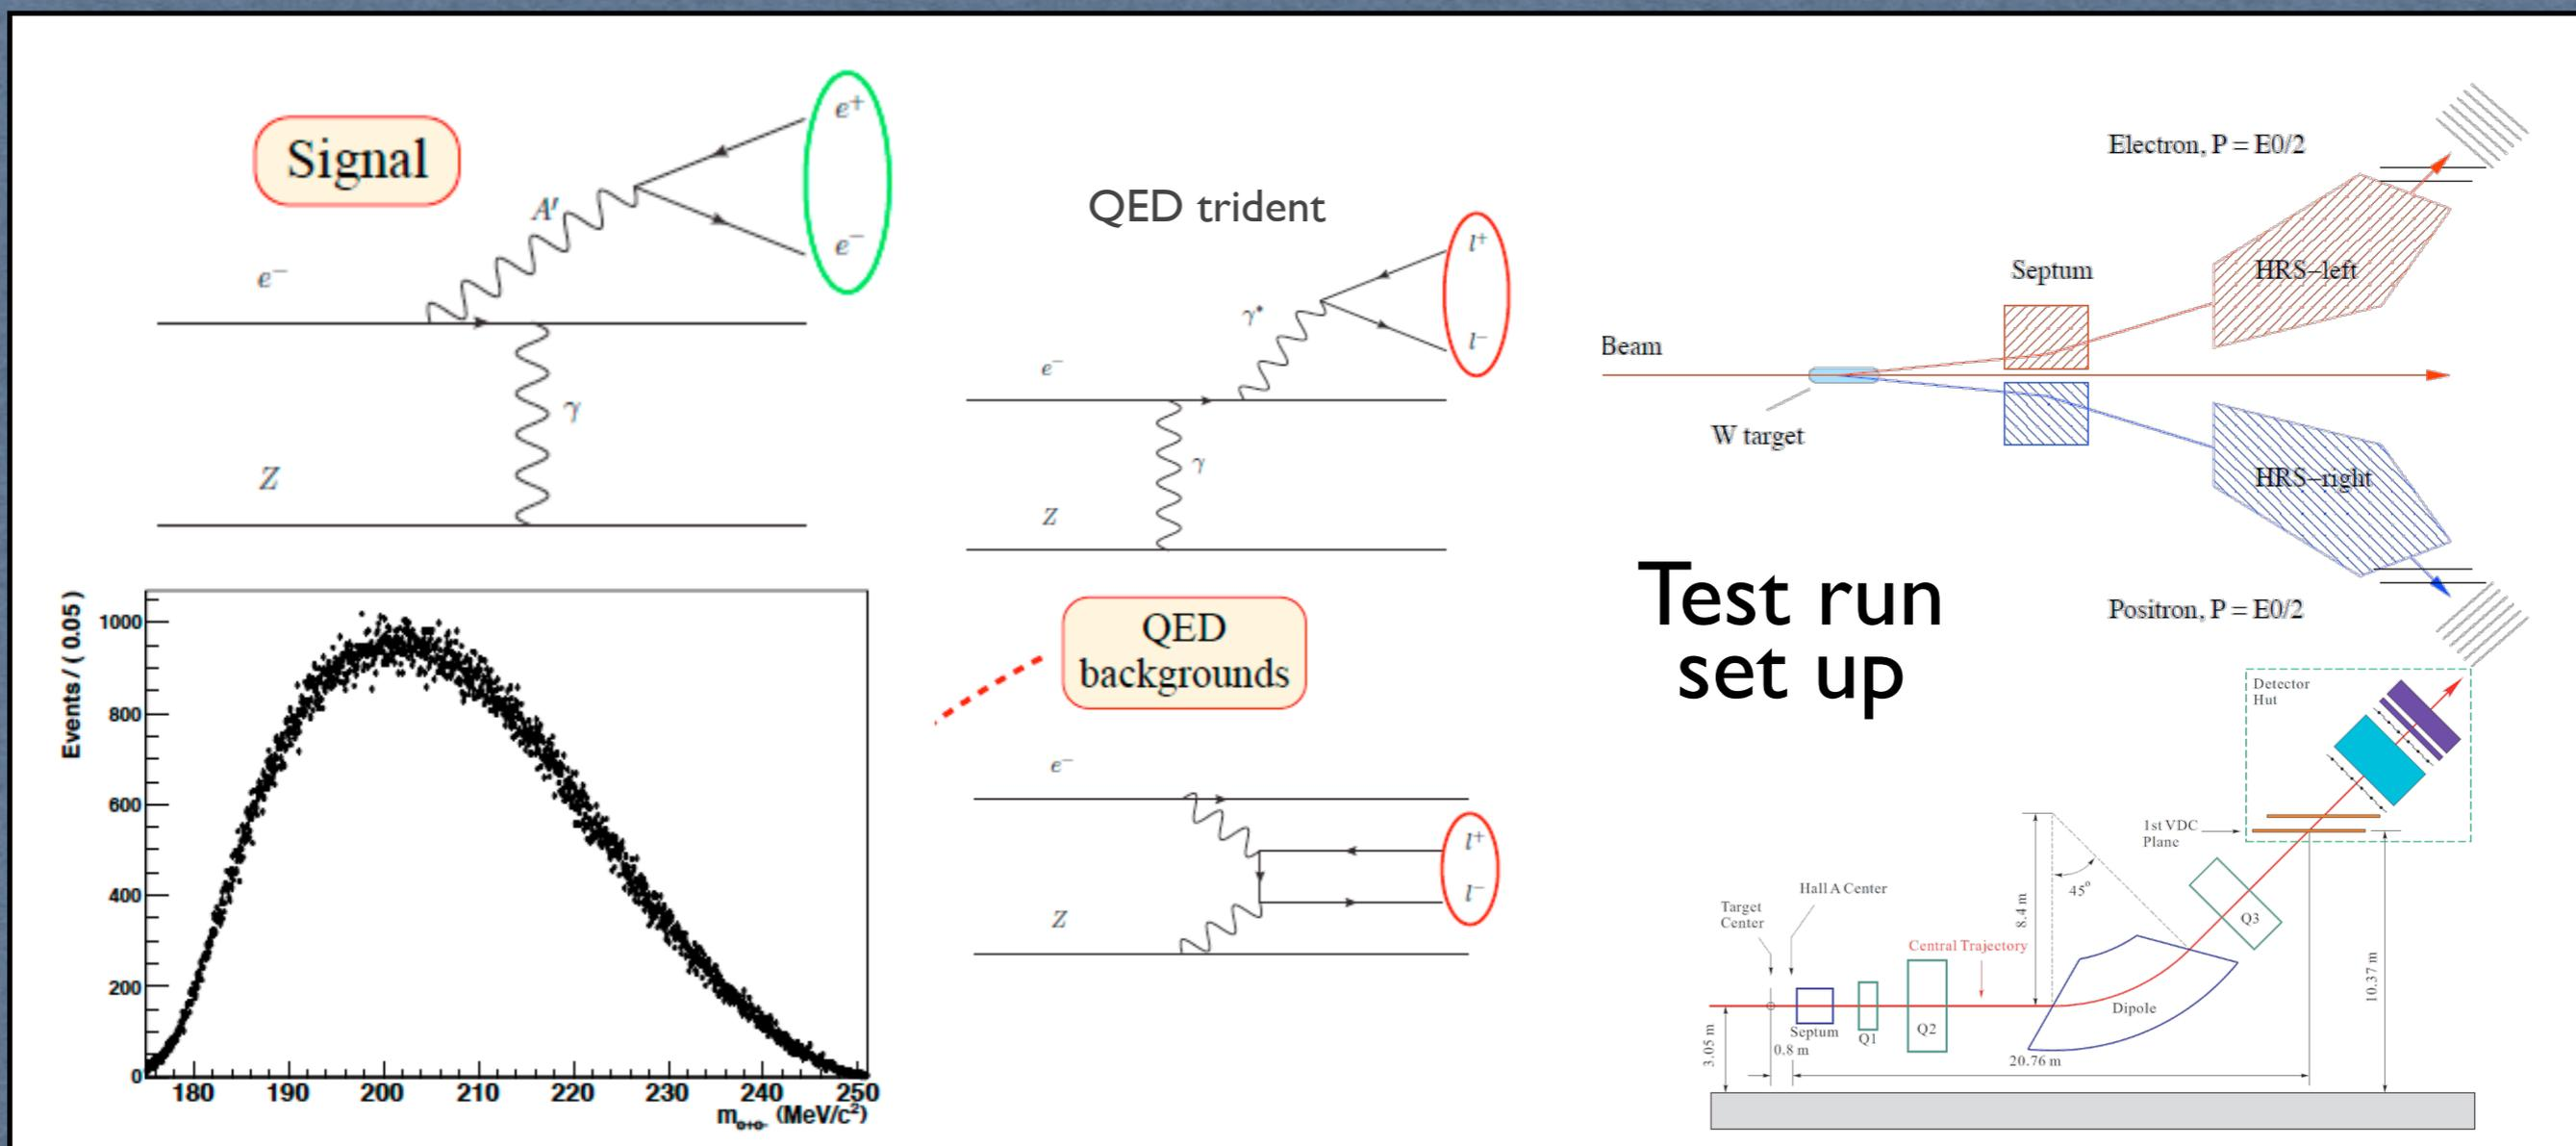 Signal
e⁺
e⁻
A′
e⁻
γ
Z
QED trident
l⁺
l⁻
γ*
e⁻
γ
Z
Electron, P = E0/2
HRS–left
Septum
Beam
W target
HRS–right
Positron, P = E0/2
Test run
set up
Events / ( 0.05 )
1000
800
600
400
200
0
180 190 200 210 220 230 240 250
(MeV/c²)
QED
backgrounds
e⁻
l⁺
l⁻
Z
Detector
Hut
1st VDC
Plane
45°
8.4 m
Q3
Hall A Center
Target
Center
Central Trajectory
10.37 m
Dipole
Septum
Q1
Q2
0.8 m
3.05 m
20.76 m